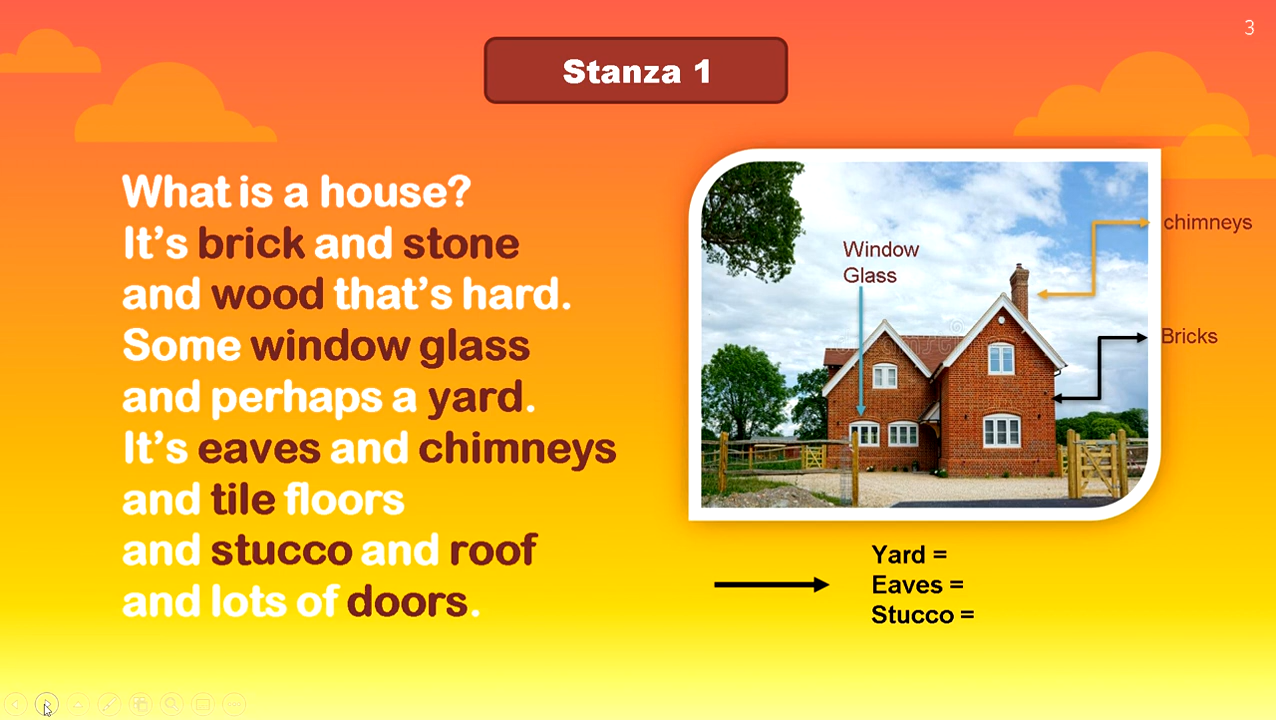 3
Stanza 1
What is a house?
It's brick and stone
and wood that's hard.
Some window glass
and perhaps a yard.
It's eaves and chimneys
and tile floors
and stucco and roof
and lots of doors.
Window
Glass
chimneys
Bricks
Yard =
Eaves =
Stucco =